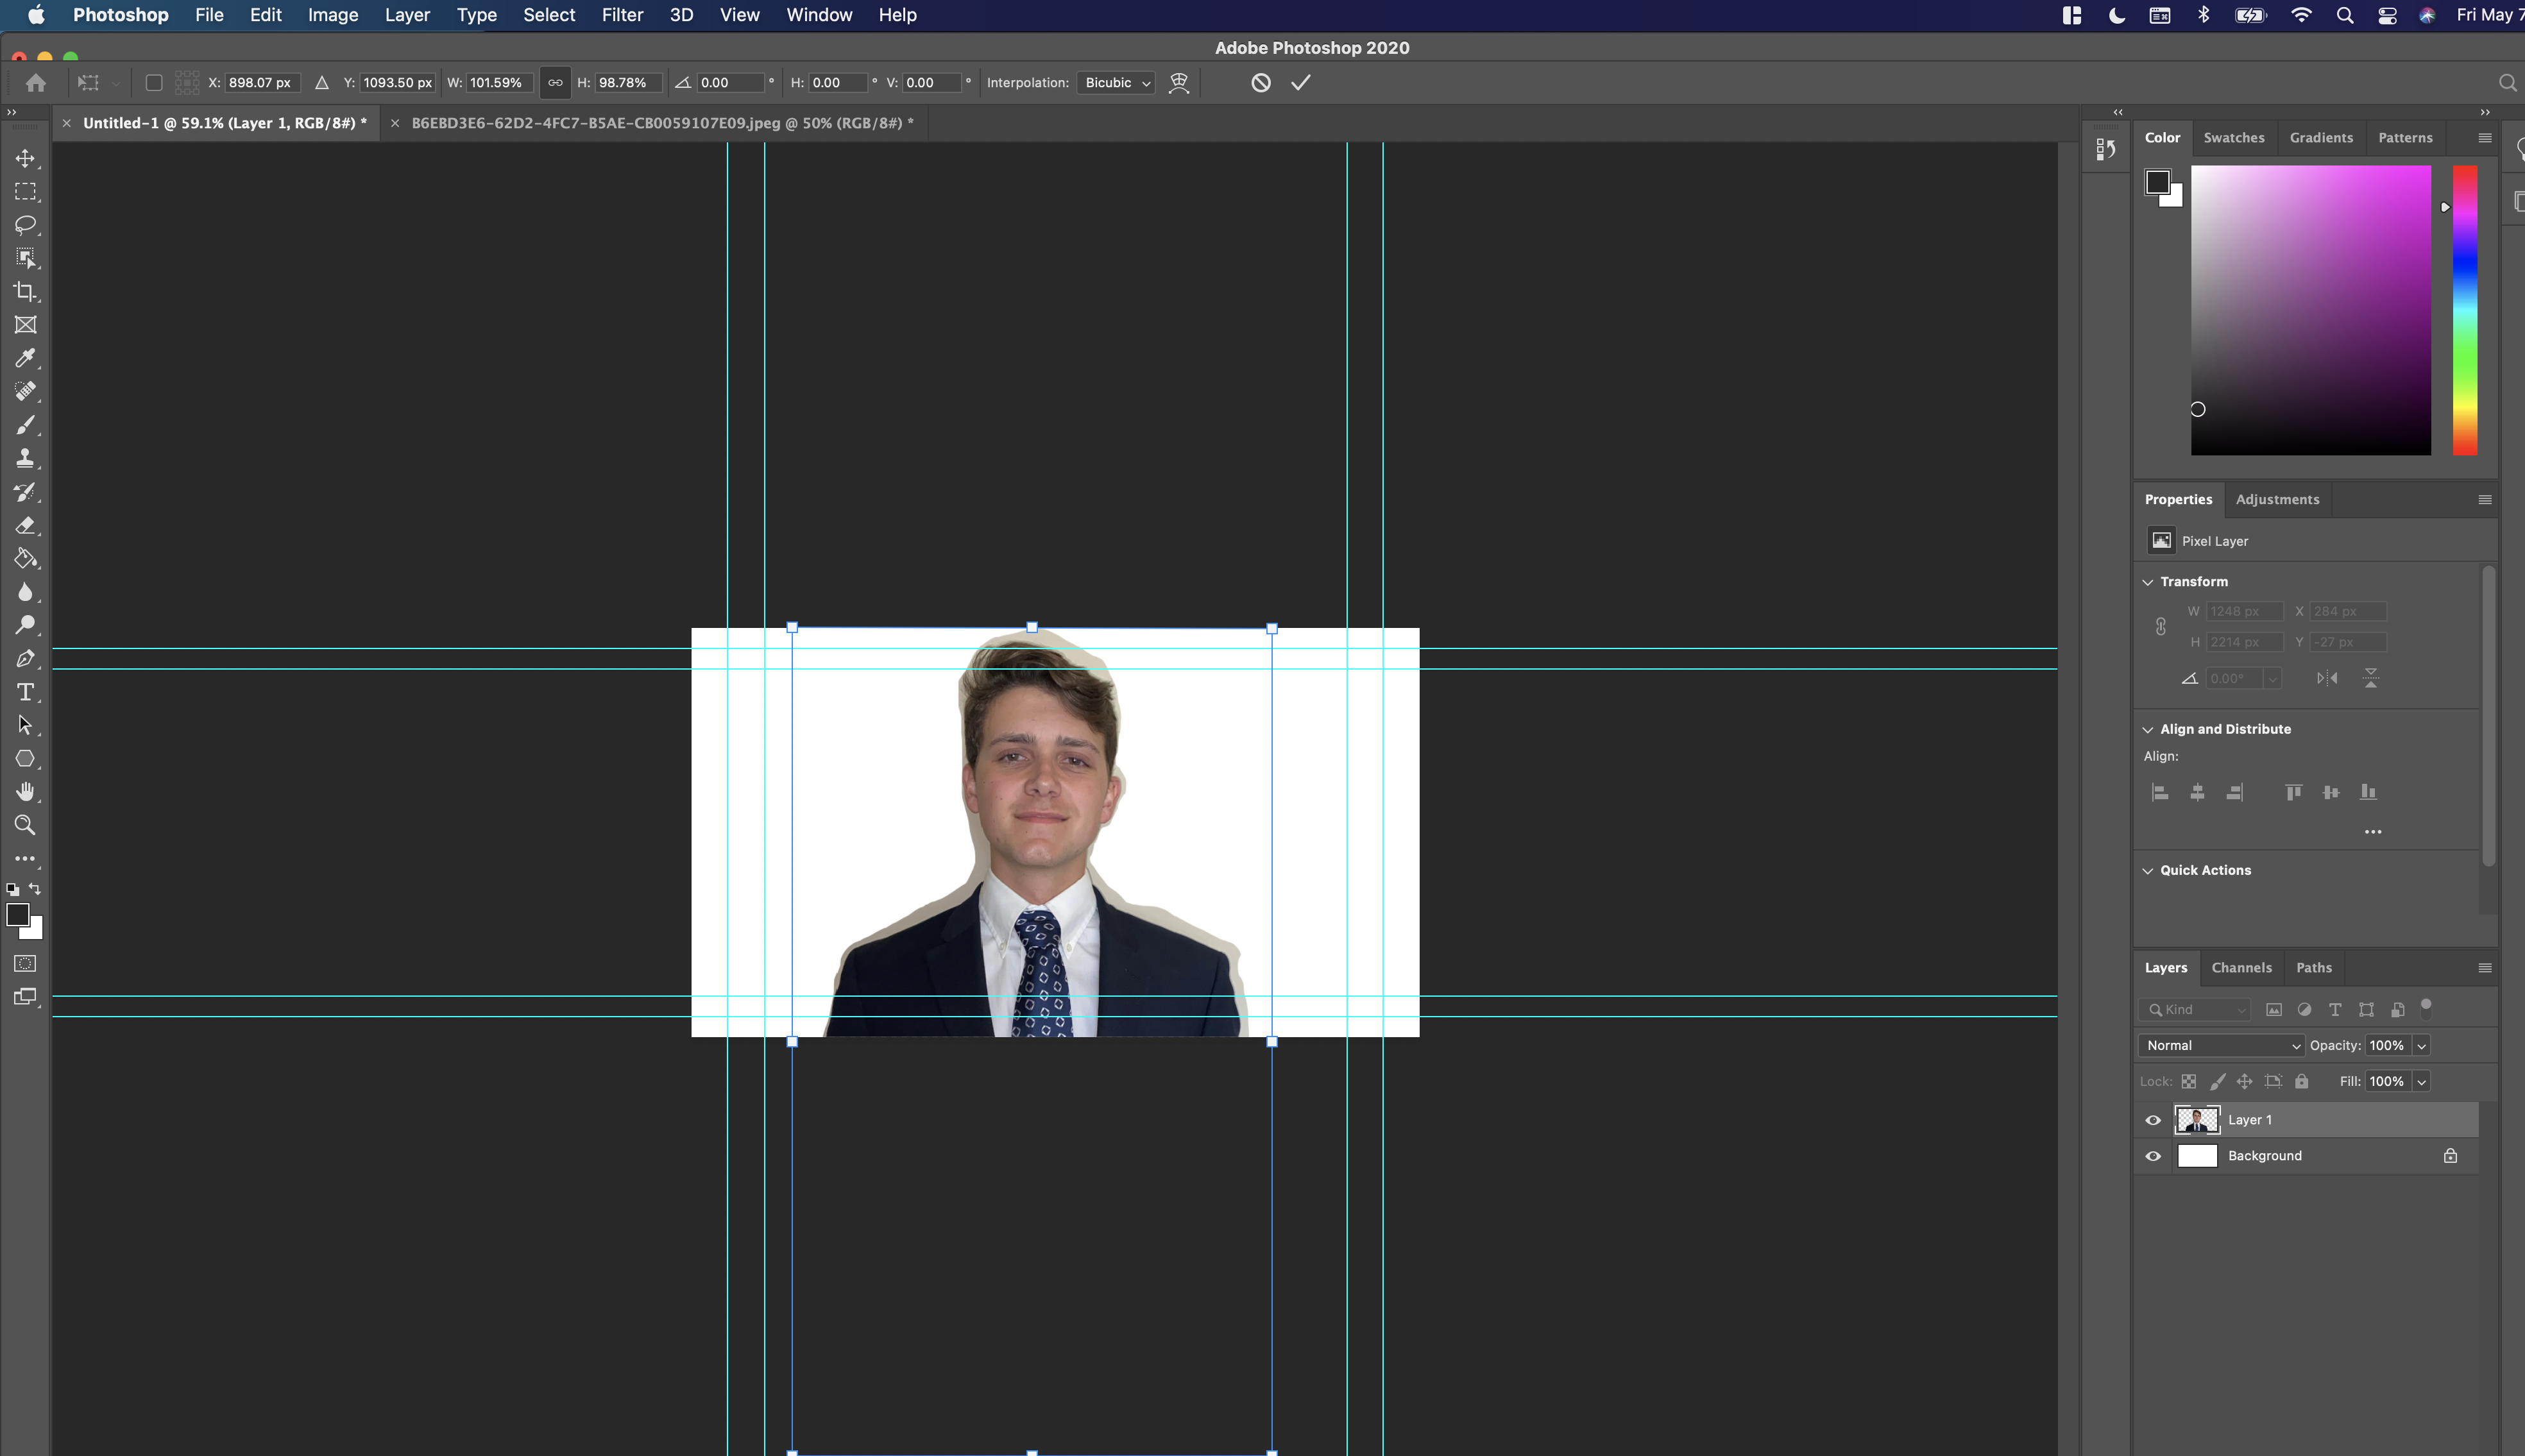 Photoshop File Edit Image Layer Type Select Filter 3D View Window Help Fri May 7
Adobe Photoshop 2020
X: 898.07 px Y: 1093.50 px W: 101.59% H: 98.78% 0.00 ° H: 0.00 ° V: 0.00 ° Interpolation: Bicubic
× Untitled-1 @ 59.1% (Layer 1, RGB/8#) * × B6EBD3E6-62D2-4FC7-B5AE-CB0059107E09.jpeg @ 50% (RGB/8#) *
Color Swatches Gradients Patterns
Properties Adjustments
Pixel Layer
Transform
W 1248 px X 284 px
H 2214 px Y -27 px
0.00°
Align and Distribute
Align:
Quick Actions
Layers Channels Paths
Kind
Normal Opacity: 100%
Lock: Fill: 100%
Layer 1
Background